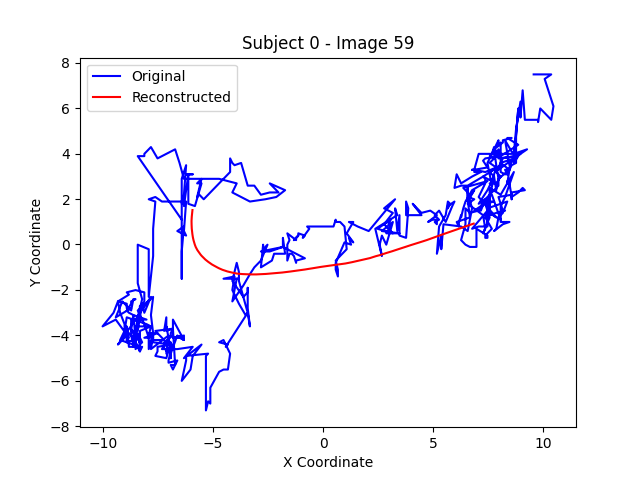 Subject 0 - Image 59
Original
Reconstructed
8
6
4
2
0
−2
−4
−6
−8
Y Coordinate
−10
−5
0
5
10
X Coordinate